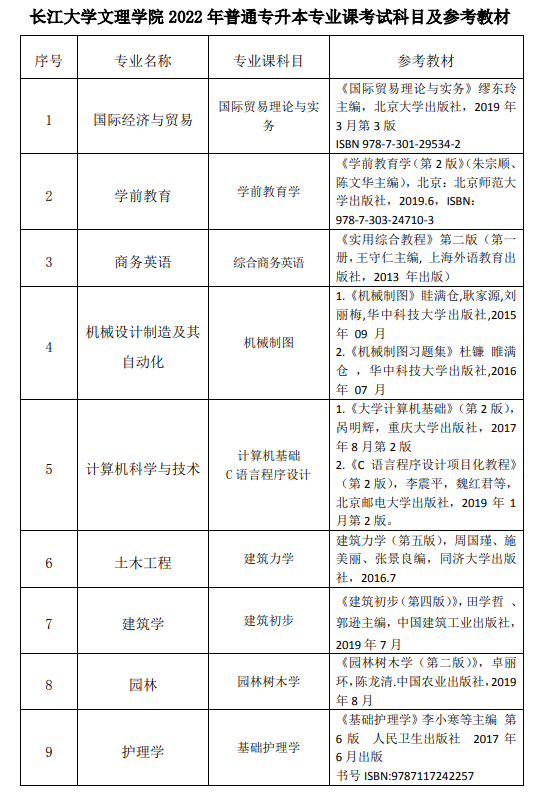 长江大学文理学院 2022 年普通专升本专业课考试科目及参考教材
序号 专业名称 专业课科目 参考教材
1 国际经济与贸易 国际贸易理论与实务
《国际贸易理论与实务》缪东玲
主编，北京大学出版社，2019 年
3 月第 3 版
ISBN 978-7-301-29534-2
2 学前教育 学前教育学
《学前教育学（第 2 版》（朱宗顺、
陈文华主编），北京：北京师范大
学出版社，2019.6，ISBN：
978-7-303-24710-3
3 商务英语 综合商务英语
《实用综合教程》第二版（第一
册，王守仁主编, 上海外语教育出
版社，2013 年出版）
4 机械设计制造及其
自动化
机械制图
1.《机械制图》眭满仓,耿家源,刘
丽梅,华中科技大学出版社,2015
年 09 月
2.《机械制图习题集》杜镰 睢满
仓 ，华中科技大学出版社,2016
年 07 月
5 计算机科学与技术
计算机基础
C 语言程序设计
1.《大学计算机基础》（第 2 版），
呙明辉，重庆大学出版社，2017
年 8 月第 2 版
2.《C 语言程序设计项目化教程》
（第 2 版），李震平，魏红君等，
北京邮电大学出版社，2019 年 1
月第 2 版。
6 土木工程 建筑力学
建筑力学（第五版），周国瑾、施
美丽、张景良编，同济大学出版
社，2016.7
7 建筑学 建筑初步
《建筑初步（第四版）》，田学哲 、
郭逊主编，中国建筑工业出版社，
2019 年 7 月
8 园林 园林树木学
《园林树木学（第二版）》，卓丽
环，陈龙清.中国农业出版社，2019
年 8 月
9 护理学 基础护理学
《基础护理学》李小寒等主编 第
6 版 人民卫生出版社 2017 年
6 月出版
书号 ISBN:9787117242257